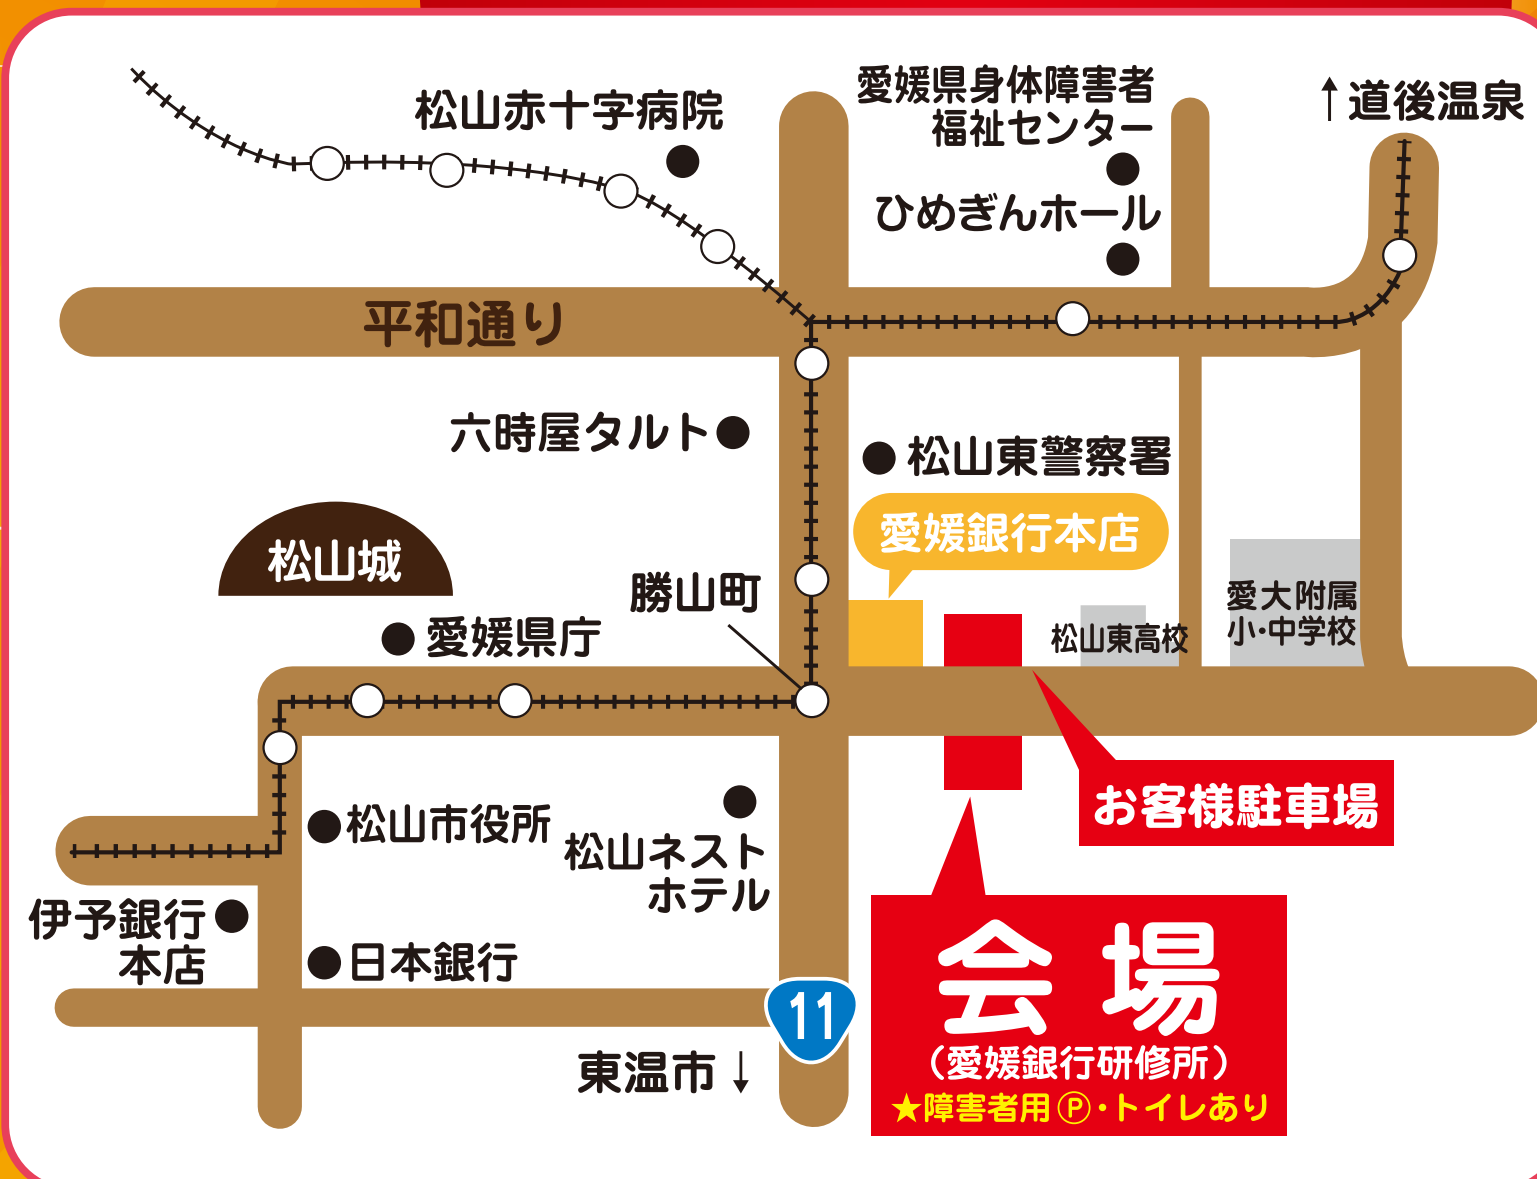 松山赤十字病院
愛媛県身体障害者
福祉センター
ひめぎんホール
↑道後温泉
平和通り
六時屋タルト
松山東警察署
愛媛銀行本店
松山城
勝山町
愛媛県庁
松山東高校
愛大附属
小・中学校
お客様駐車場
松山市役所
松山ネスト
ホテル
伊予銀行
本店
日本銀行
11
東温市↓
会場
（愛媛銀行研修所）
★障害者用Ⓟ・トイレあり